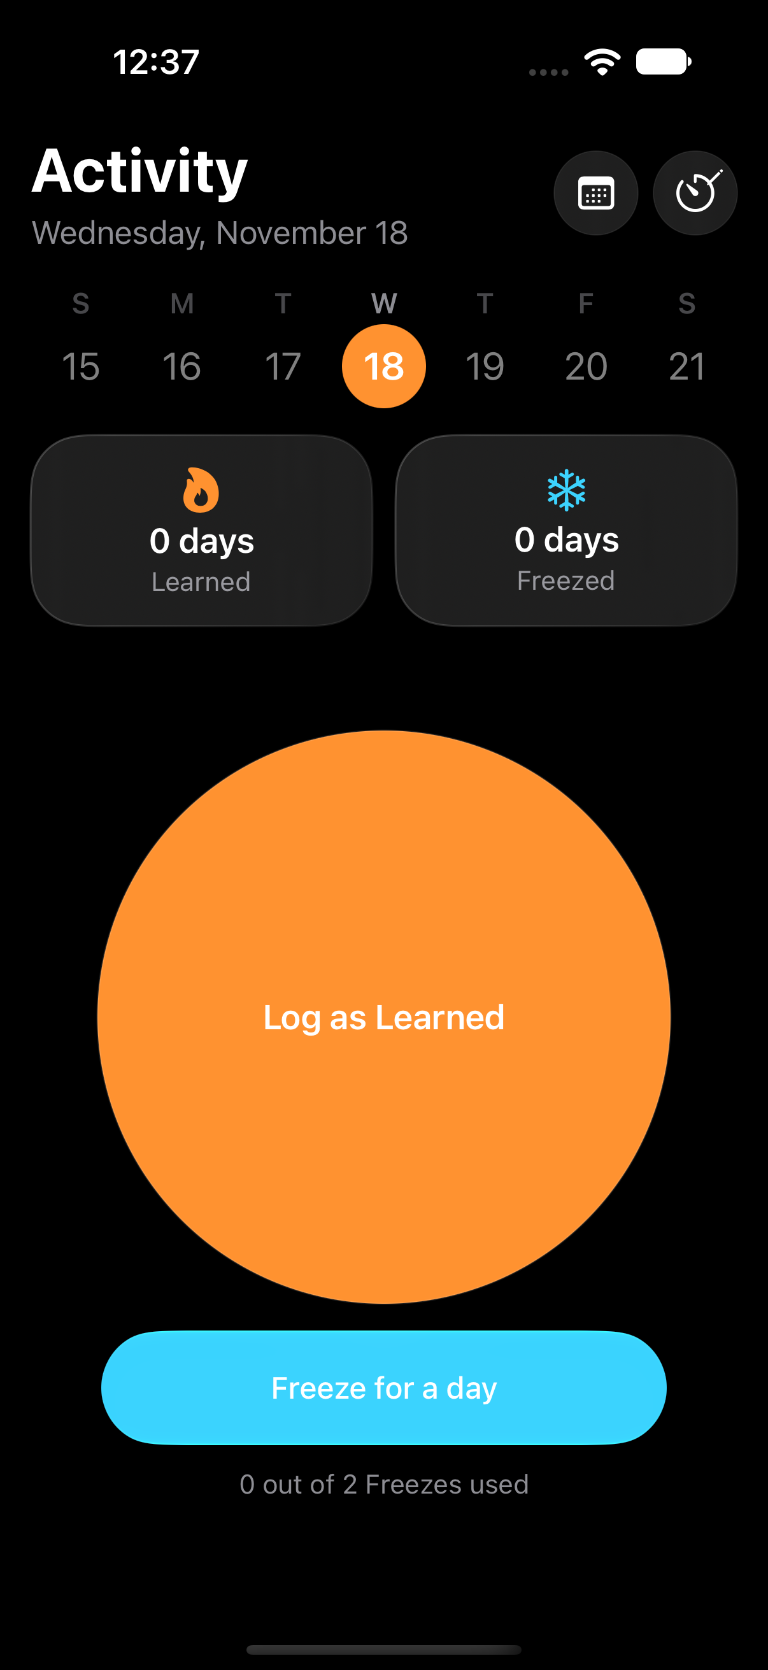 12:37
Activity
Wednesday, November 18
S M T W T F S
15 16 17 18 19 20 21
0 days
Learned
0 days
Freezed
Log as Learned
Freeze for a day
0 out of 2 Freezes used